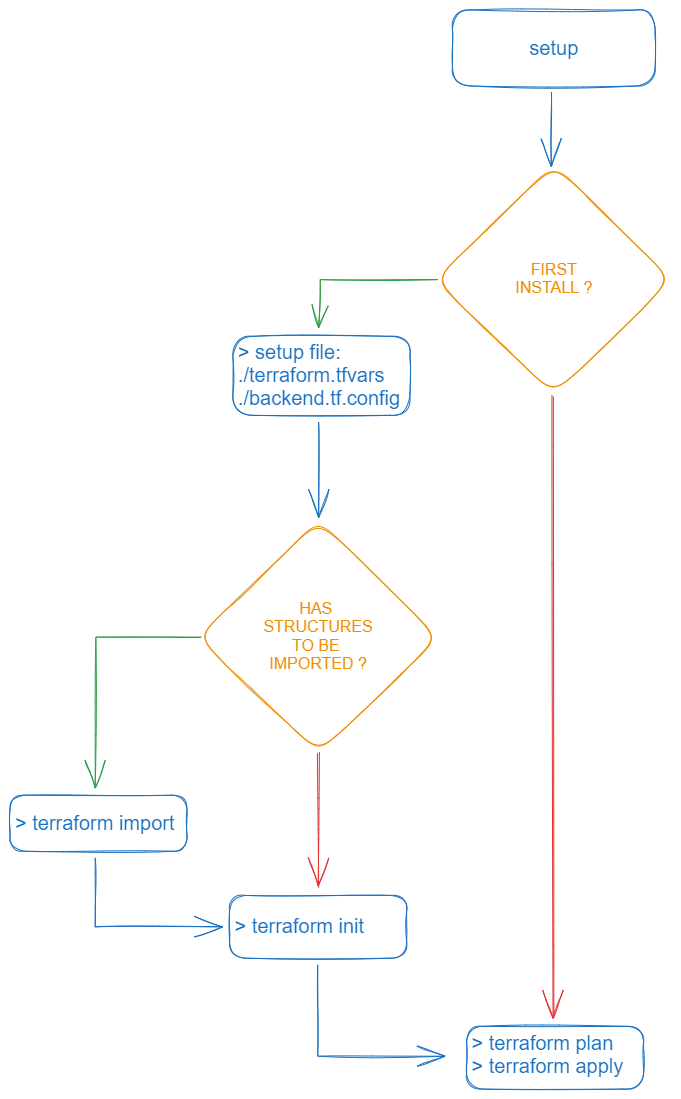 setup
FIRST
INSTALL ?
> setup file:
./terraform.tfvars
./backend.tf.config
HAS
STRUCTURES
TO BE
IMPORTED ?
> terraform import
> terraform init
> terraform plan
> terraform apply